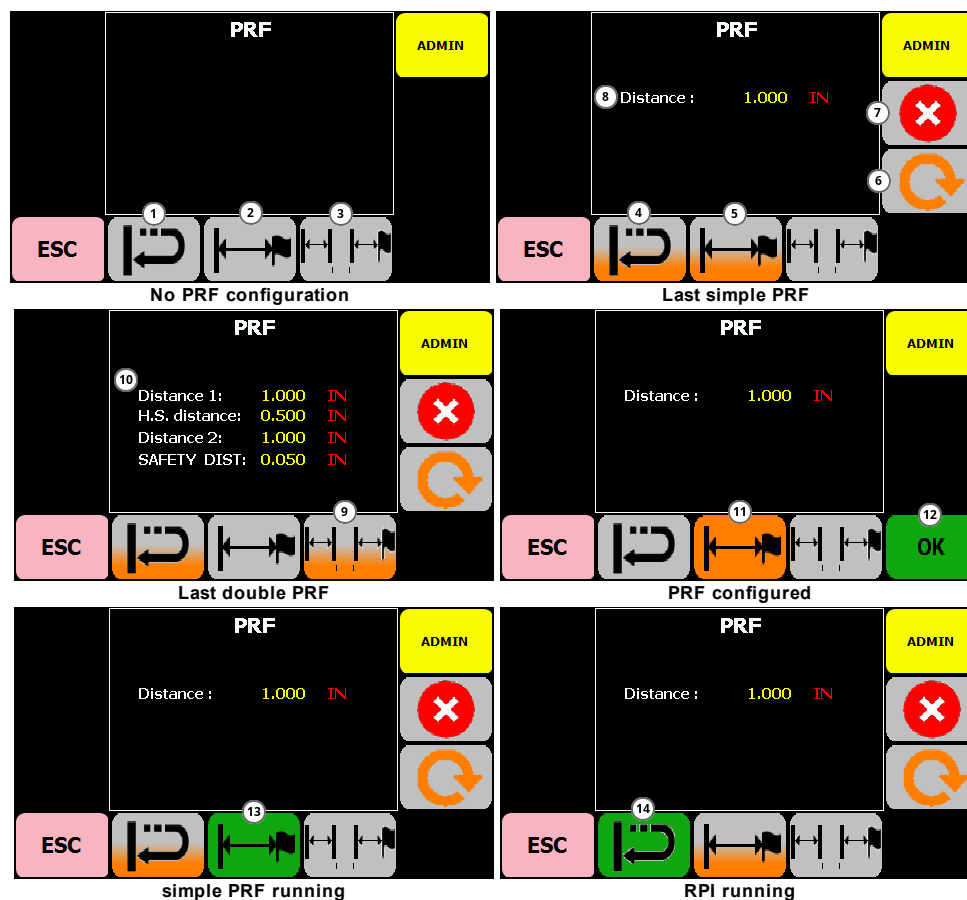 PRF
ADMIN
1
2
3
ESC
No PRF configuration
PRF
ADMIN
8 Distance : 1.000 IN
7
6
4
5
ESC
Last simple PRF
PRF
ADMIN
10
Distance 1: 1.000 IN
H.S. distance: 0.500 IN
Distance 2: 1.000 IN
SAFETY DIST: 0.050 IN
9
ESC
Last double PRF
PRF
ADMIN
Distance : 1.000 IN
11
12
ESC
OK
PRF configured
PRF
ADMIN
Distance : 1.000 IN
13
ESC
simple PRF running
PRF
ADMIN
Distance : 1.000 IN
14
ESC
RPI running